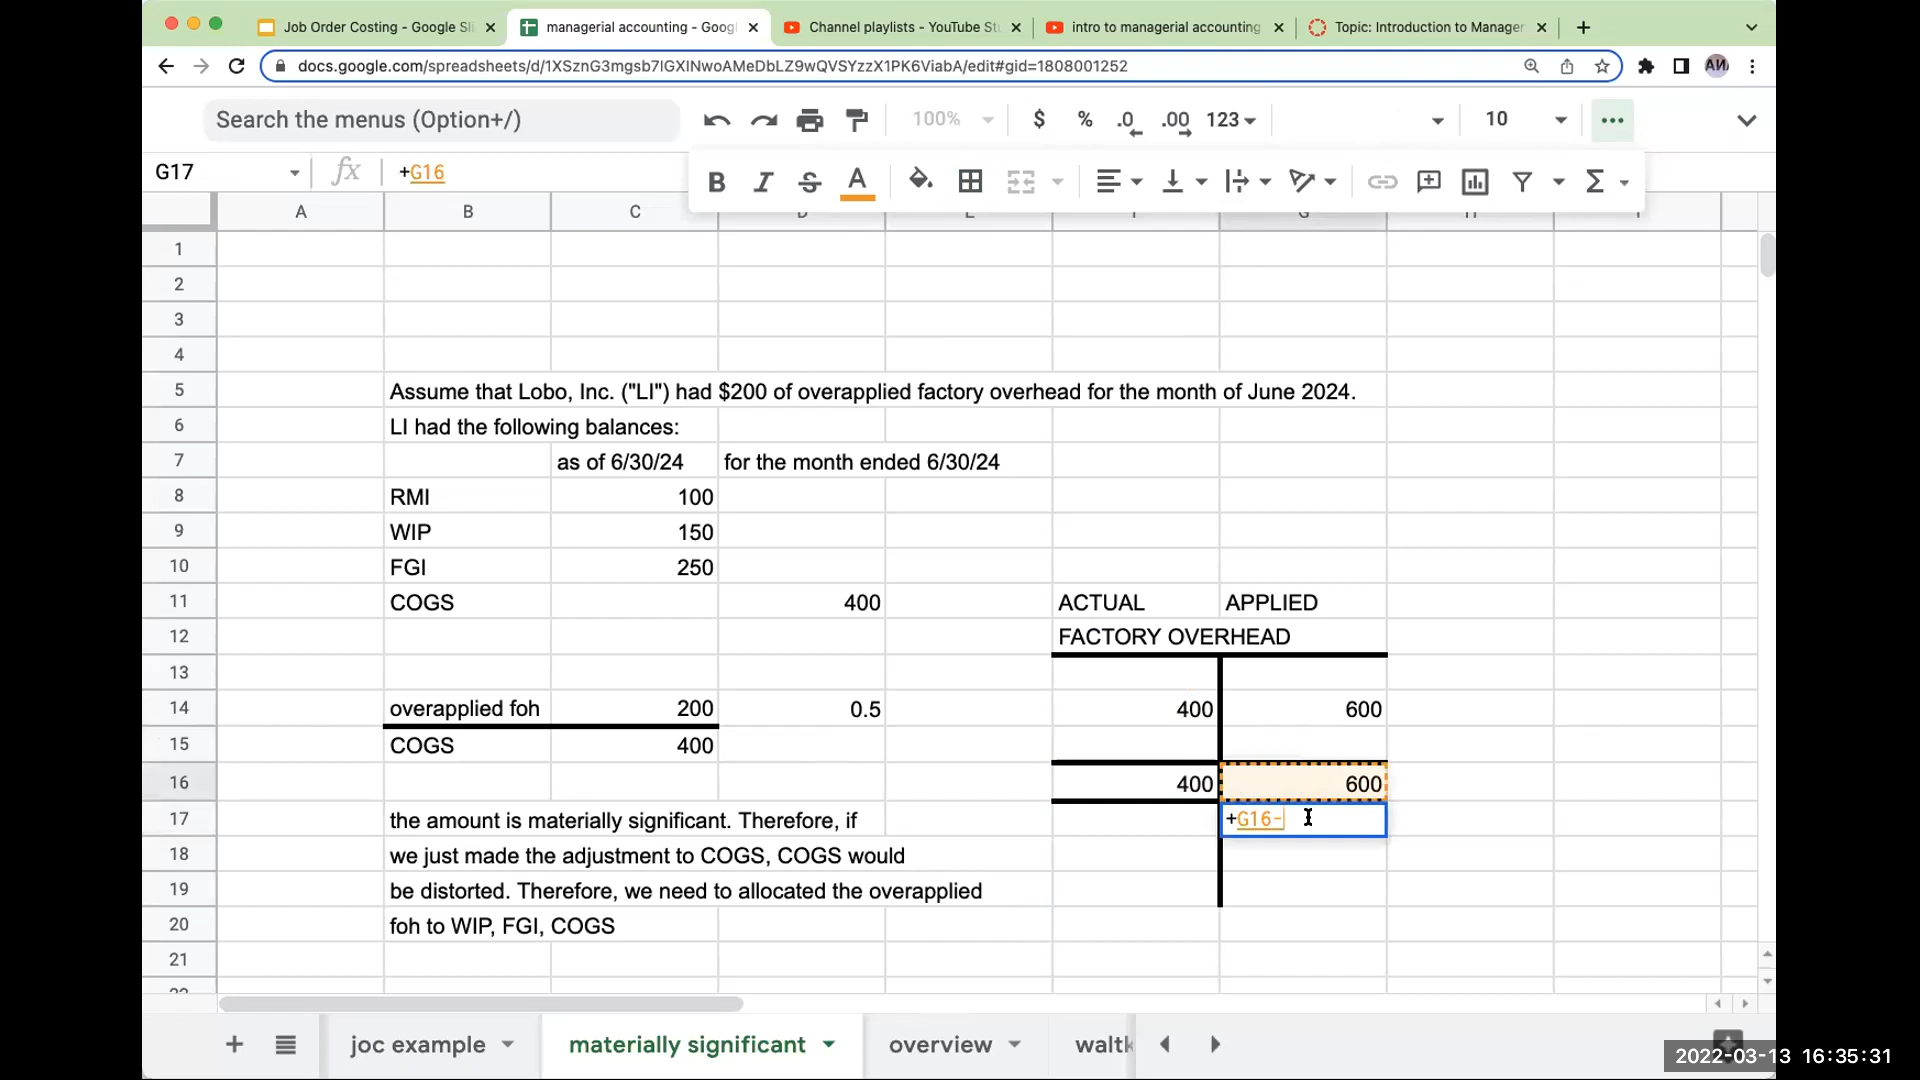 Job Order Costing - Google Sli
managerial accounting - Googl
Channel playlists - YouTube St
intro to managerial accounting
Topic: Introduction to Manager
docs.google.com/spreadsheets/d/1XSznG3mgsb7lGXINwoAMeDbLZ9wQVSYzzX1PK6ViabA/edit#gid=1808001252
Search the menus (Option+/)
100%
$
%
.0
.00
123
10
G17
fx
+G16
B
I
S
A
Σ
A
B
C
1
2
3
4
5 Assume that Lobo, Inc. ("LI") had $200 of overapplied factory overhead for the month of June 2024.
6 LI had the following balances:
7 as of 6/30/24 for the month ended 6/30/24
8 RMI 100
9 WIP 150
10 FGI 250
11 COGS 400 ACTUAL APPLIED
12 FACTORY OVERHEAD
13
14 overapplied foh 200 0.5 400 600
15 COGS 400
16 400 600
17 the amount is materially significant. Therefore, if +G16-
18 we just made the adjustment to COGS, COGS would
19 be distorted. Therefore, we need to allocated the overapplied
20 foh to WIP, FGI, COGS
21
joc example
materially significant
overview
2022-03-13 16:35:31